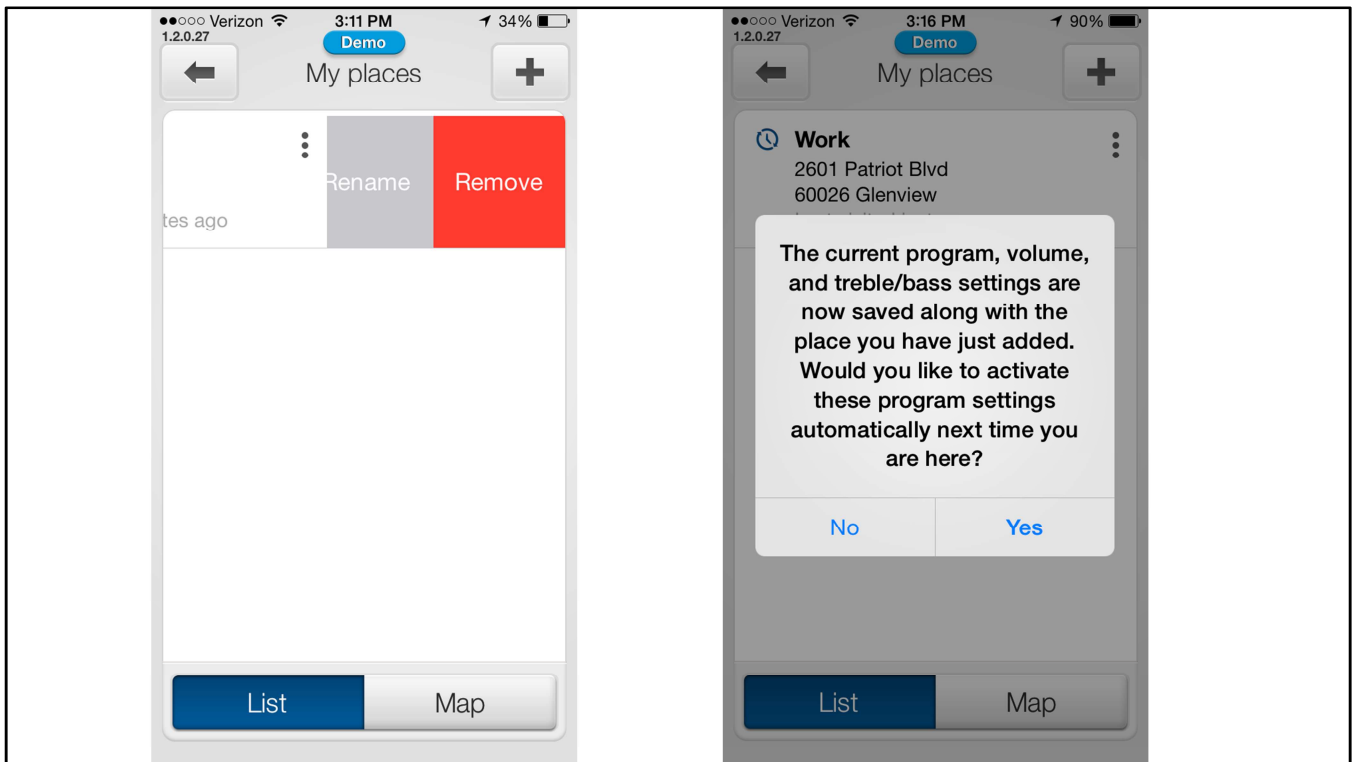 Verizon 3:11 PM 34%
1.2.0.27
Demo
My places
Rename Remove
tes ago
List Map
Verizon 3:16 PM 90%
1.2.0.27
Demo
My places
Work
2601 Patriot Blvd
60026 Glenview
The current program, volume,
and treble/bass settings are
now saved along with the
place you have just added.
Would you like to activate
these program settings
automatically next time you
are here?
No Yes
List Map